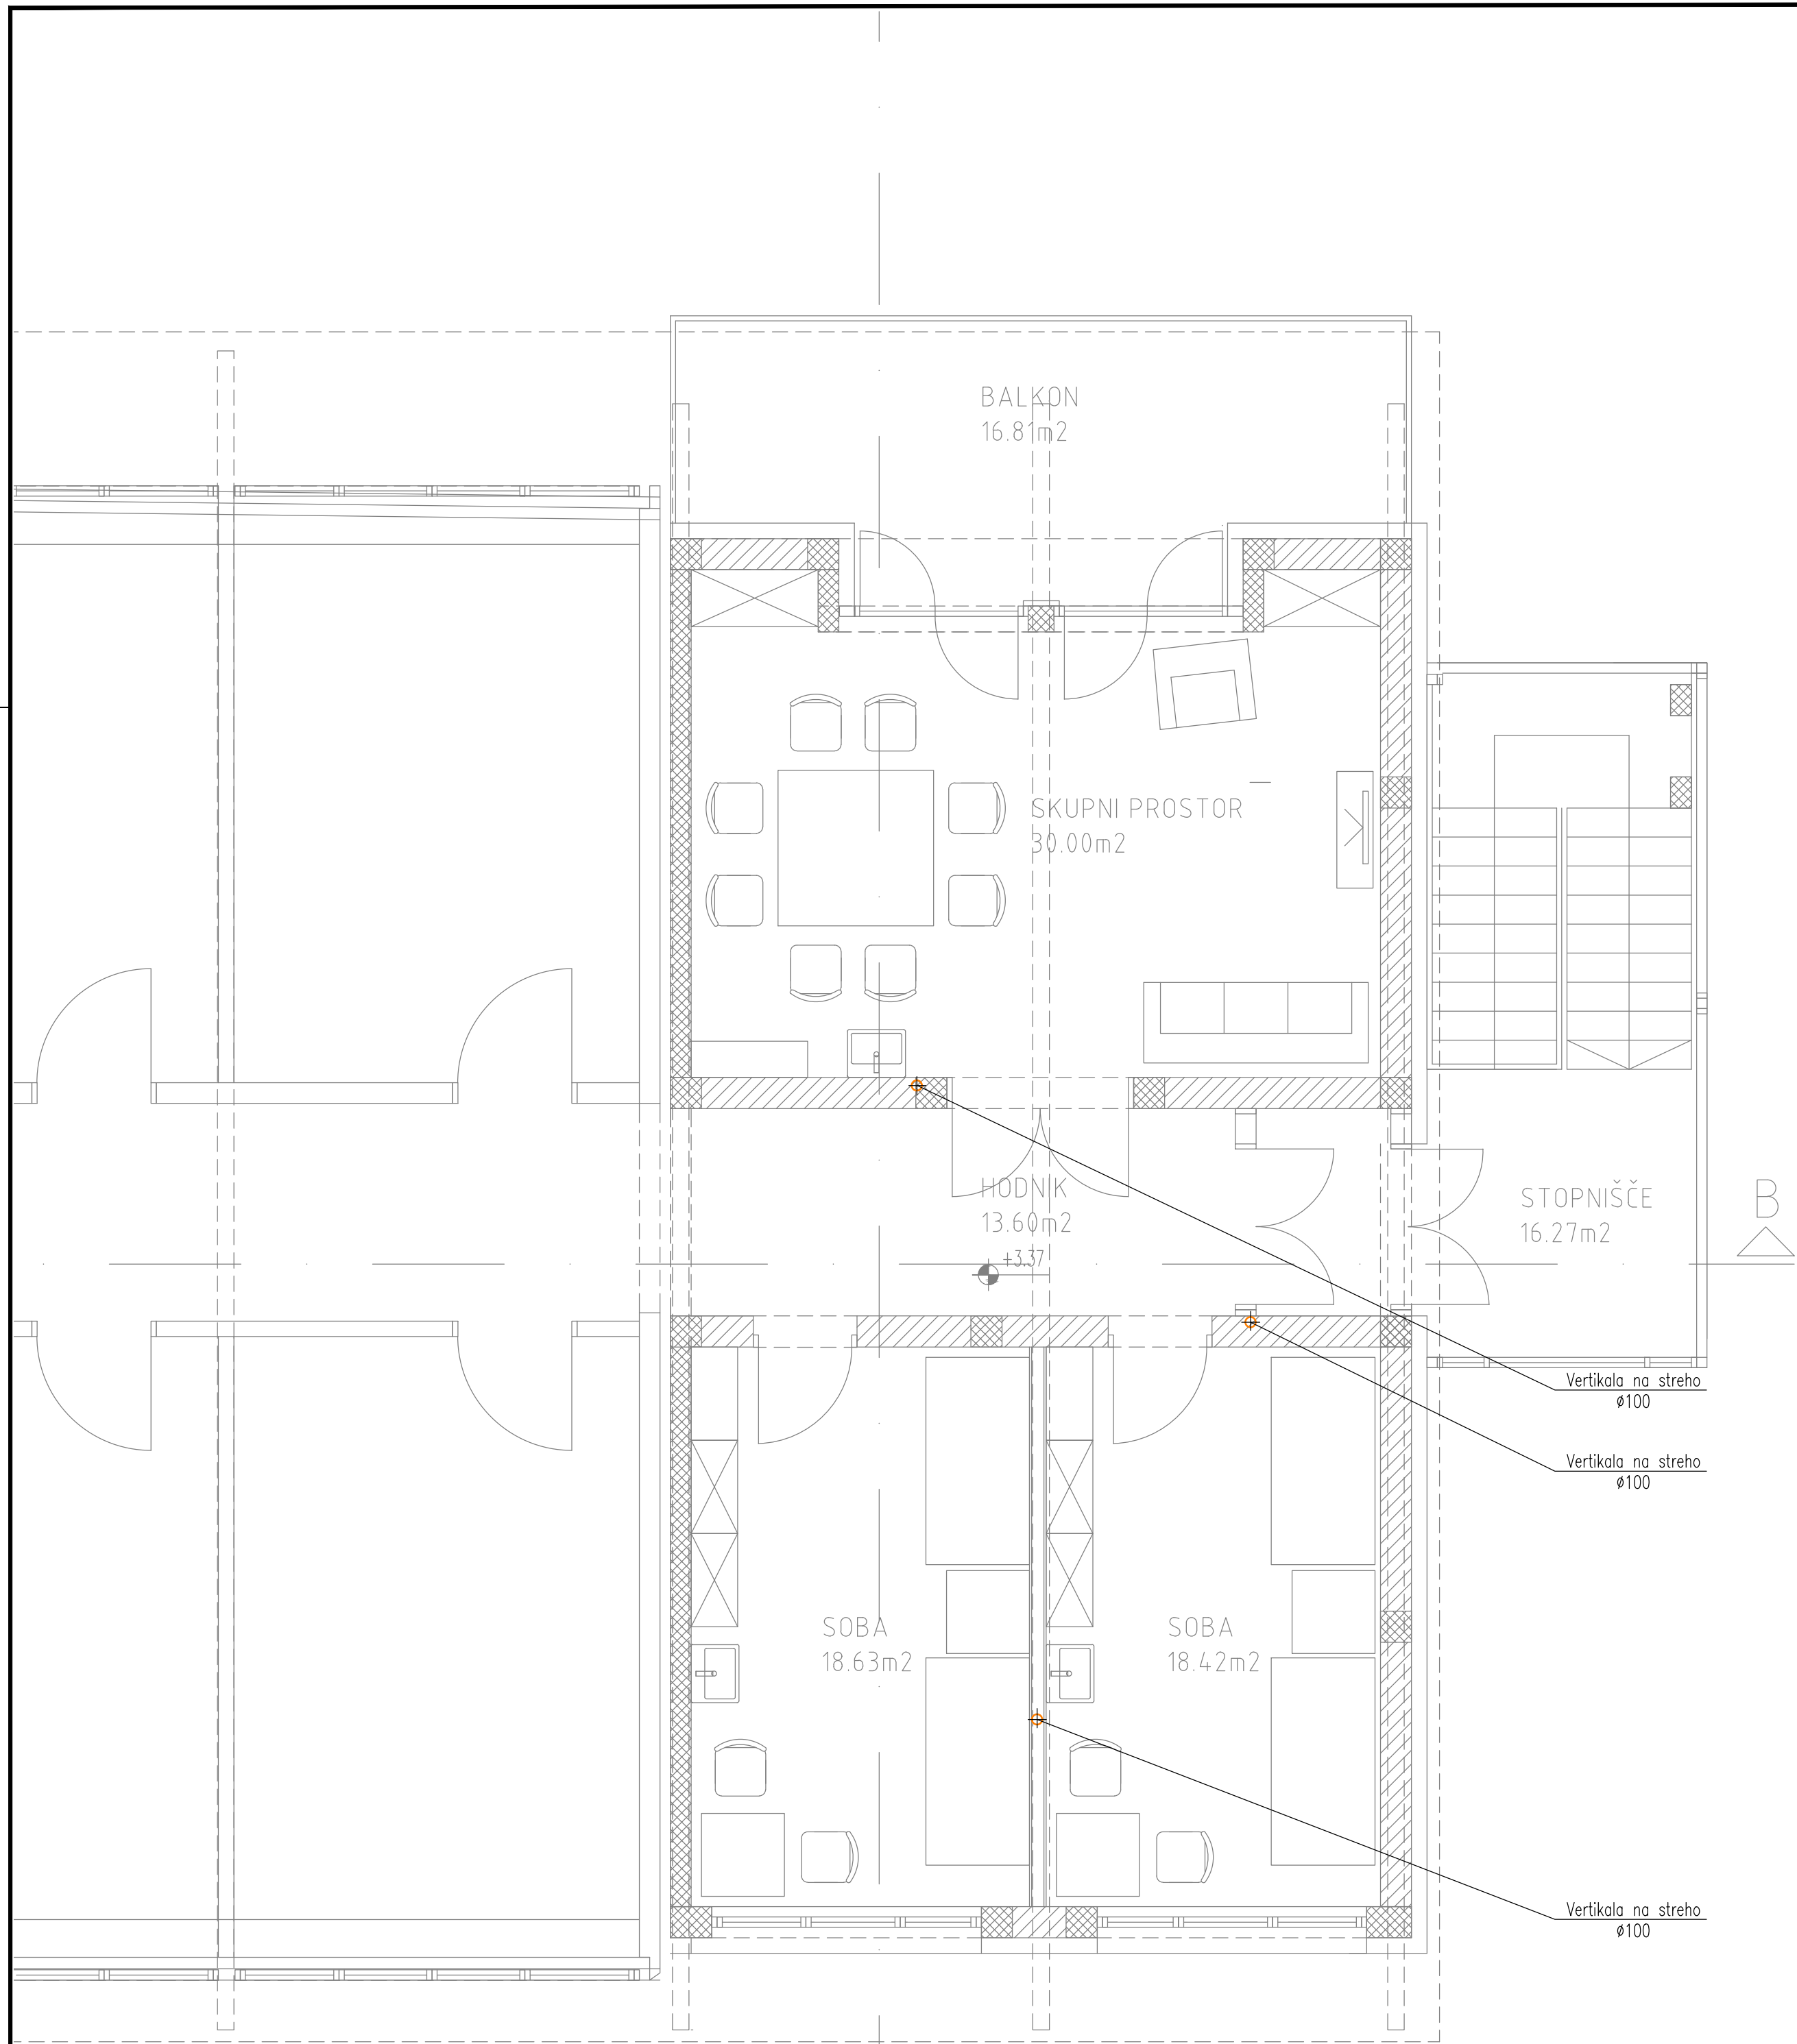 BALKON
16.81m2
SKUPNI PROSTOR
30.00m2
HODNIK
13.60m2
+3.37
STOPNIŠČE
16.27m2
B
Vertikala na streho
ø100
Vertikala na streho
ø100
SOBA
18.63m2
SOBA
18.42m2
Vertikala na streho
ø100